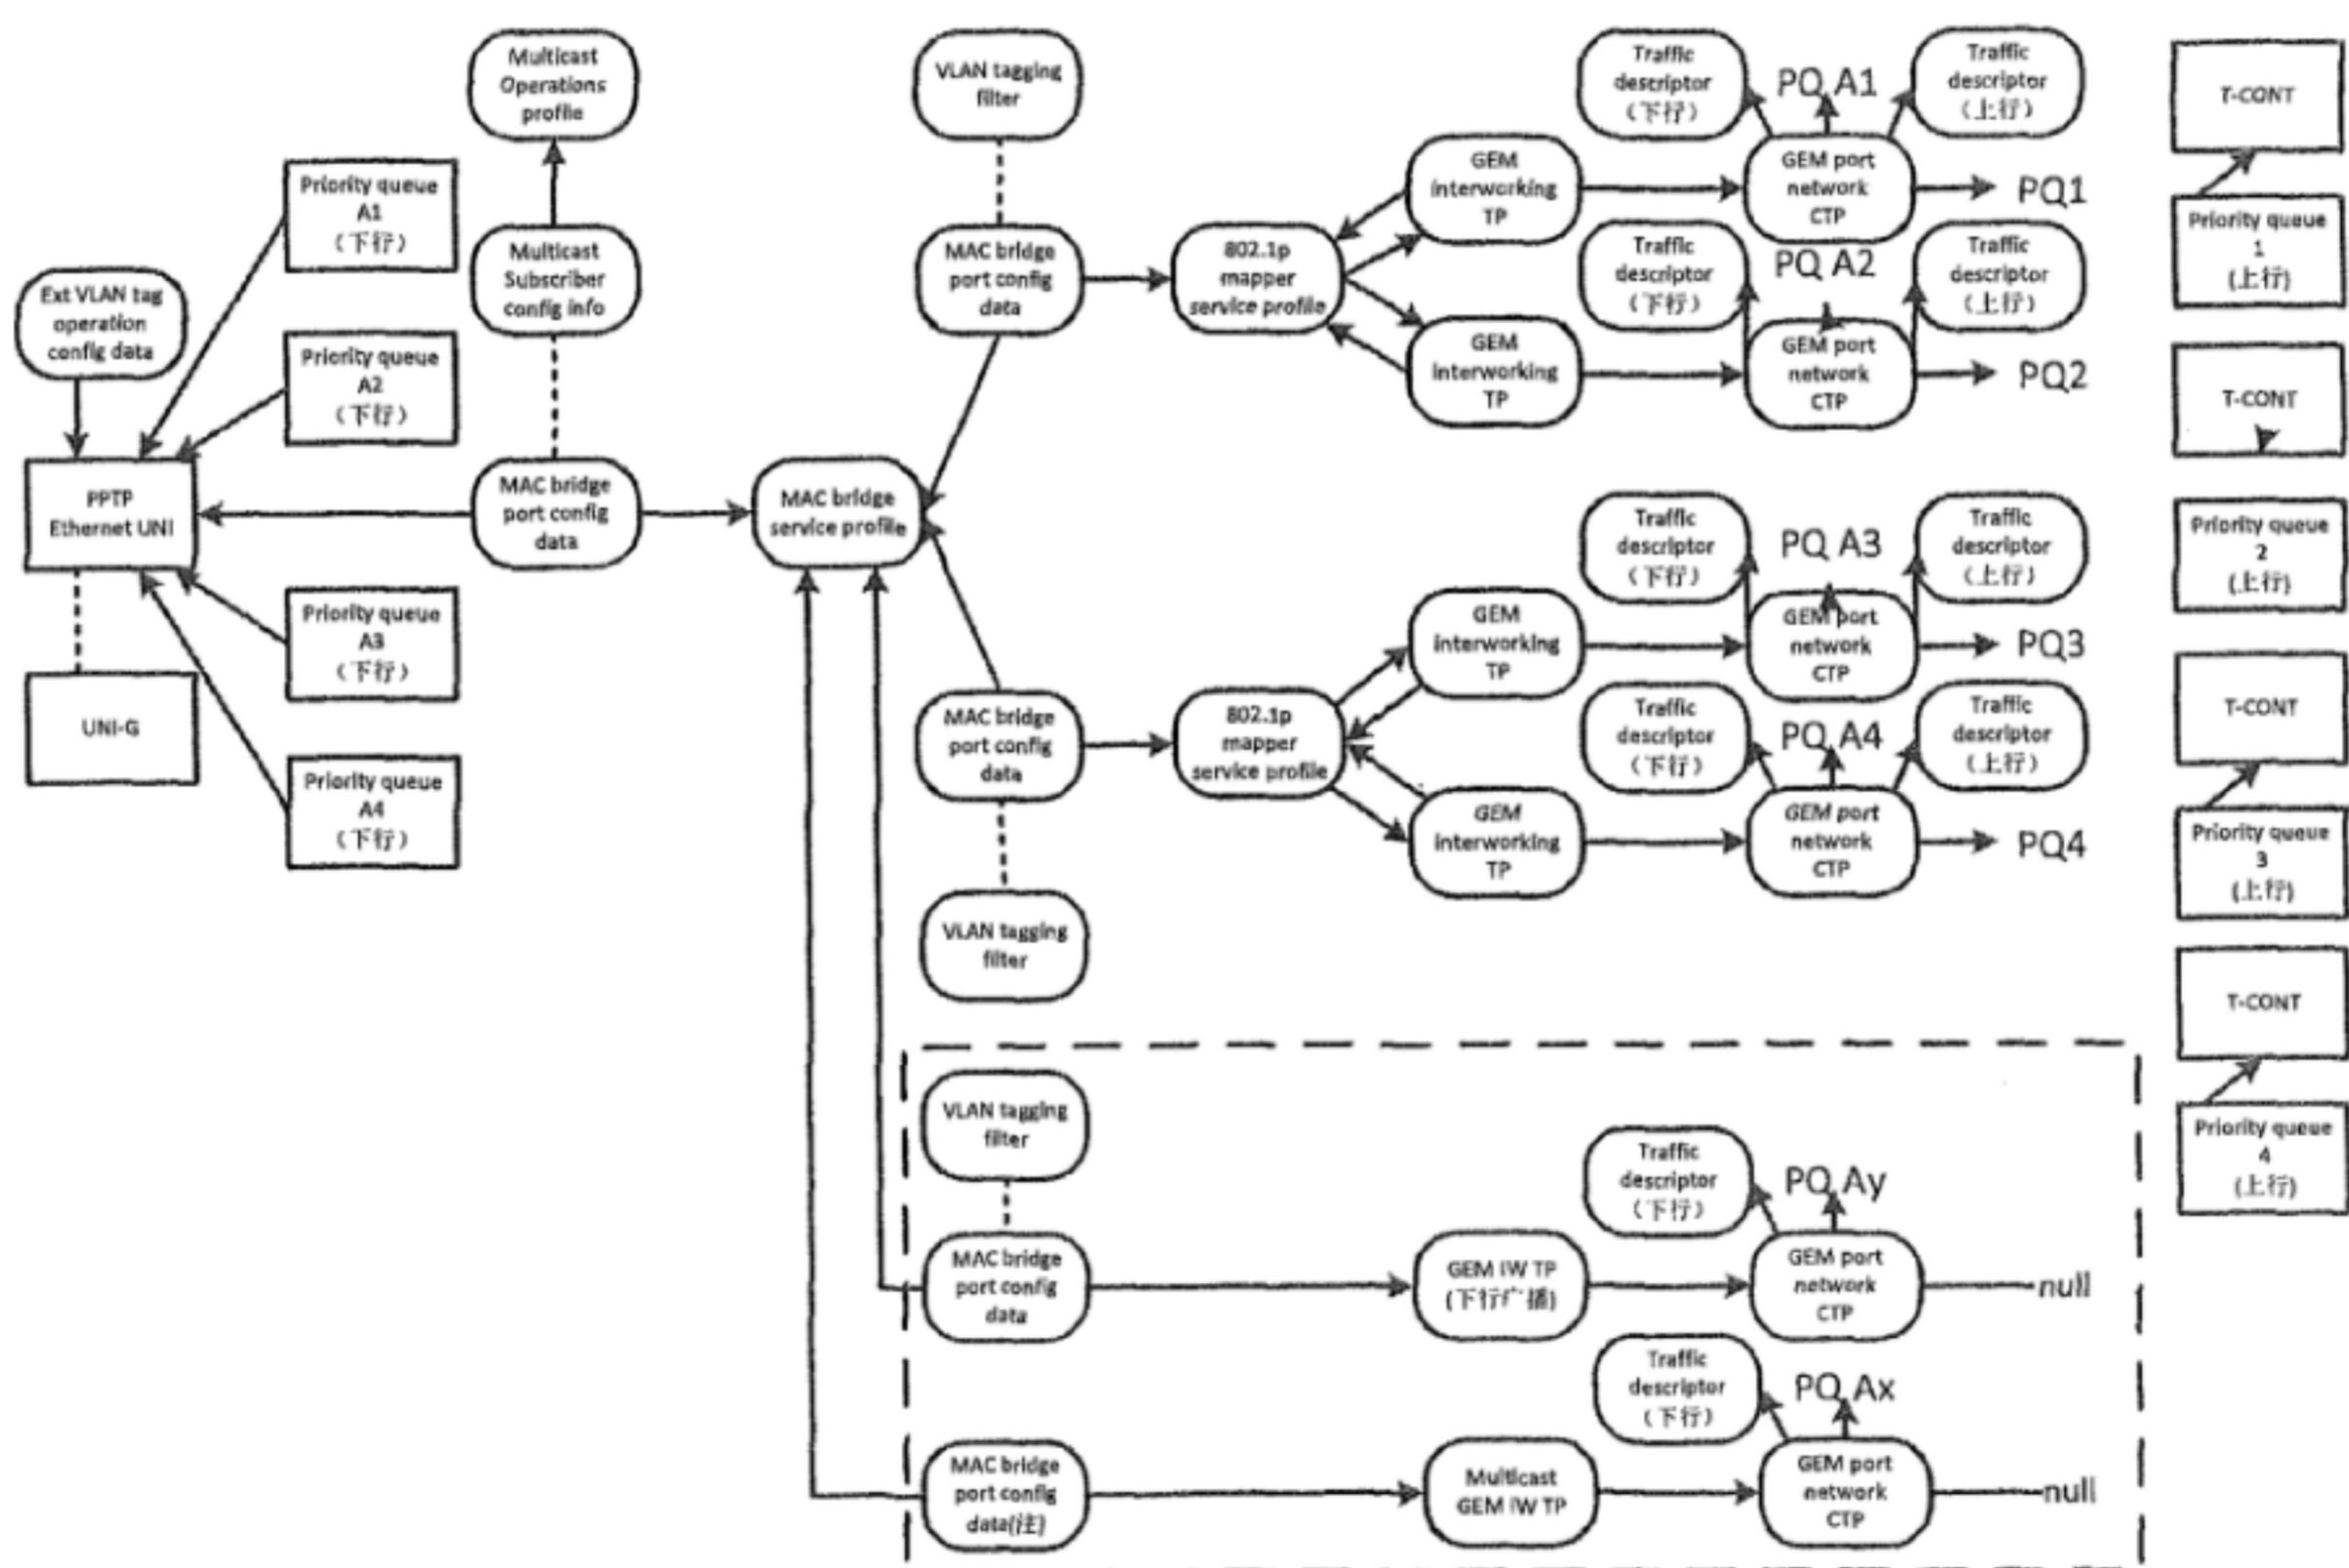 Multicast
Operations
profile
VLAN tagging
filter
Traffic
descriptor
（下行）
PQ A1
Traffic
descriptor
（上行）
T-CONT
Priority queue
A1
（下行）
GEM
interworking
TP
GEM port
network
CTP
PQ1
Priority queue
1
(上行)
Ext VLAN tag
operation
config data
Multicast
Subscriber
config info
MAC bridge
port config
data
802.1p
mapper
service profile
Traffic
descriptor
（下行）
PQ A2
Traffic
descriptor
（上行）
Priority queue
A2
（下行）
GEM
interworking
TP
GEM port
network
CTP
PQ2
T-CONT
PPTP
Ethernet UNI
MAC bridge
port config
data
MAC bridge
service profile
Traffic
descriptor
（下行）
PQ A3
Traffic
descriptor
（上行）
Priority queue
2
(上行)
Priority queue
A3
（下行）
GEM
interworking
TP
GEM port
network
CTP
PQ3
UNI-G
MAC bridge
port config
data
802.1p
mapper
service profile
Traffic
descriptor
（下行）
PQ A4
Traffic
descriptor
（上行）
T-CONT
Priority queue
A4
（下行）
GEM
interworking
TP
GEM port
network
CTP
PQ4
Priority queue
3
(上行)
VLAN tagging
filter
T-CONT
VLAN tagging
filter
Traffic
descriptor
（下行）
PQ Ay
Priority queue
4
(上行)
MAC bridge
port config
data
GEM IW TP
(下行广播)
GEM port
network
CTP
null
Traffic
descriptor
（下行）
PQ Ax
MAC bridge
port config
data(注)
Multicast
GEM IW TP
GEM port
network
CTP
null